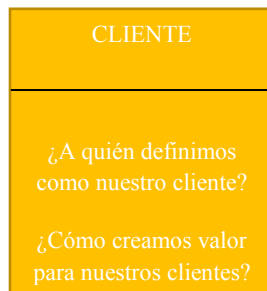 CLIENTE
¿A quién definimos
como nuestro cliente?
¿Cómo creamos valor
para nuestros clientes?